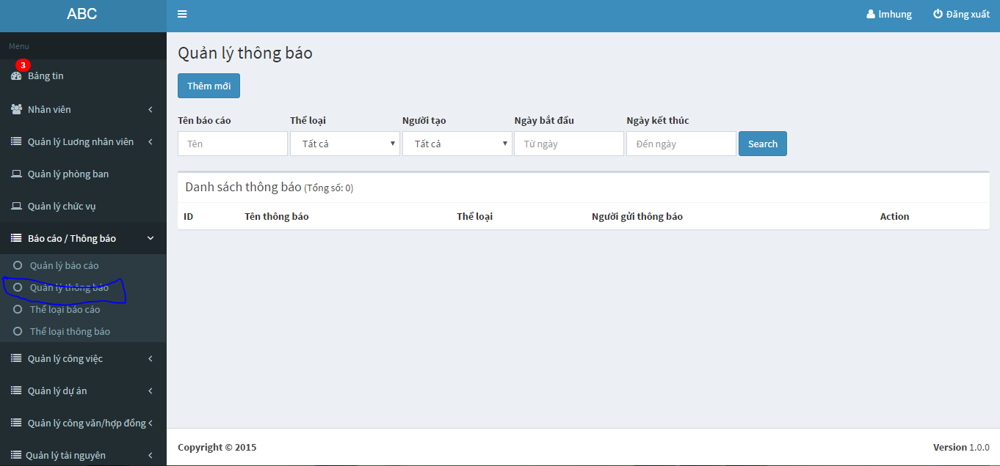 ABC
lmhung
Đăng xuất
Menu
3
Bảng tin
Nhân viên
Quản lý Lương nhân viên
Quản lý phòng ban
Quản lý chức vụ
Báo cáo / Thông báo
Quản lý báo cáo
Quản lý thông báo
Thể loại báo cáo
Thể loại thông báo
Quản lý công việc
Quản lý dự án
Quản lý công văn/hợp đồng
Quản lý tài nguyên
Quản lý thông báo
Thêm mới
Tên báo cáo Thể loại Người tạo Ngày bắt đầu Ngày kết thúc
Tên Tất cả Tất cả Từ ngày Đến ngày Search
Danh sách thông báo (Tổng số: 0)
ID Tên thông báo Thể loại Người gửi thông báo Action
Copyright © 2015 Version 1.0.0